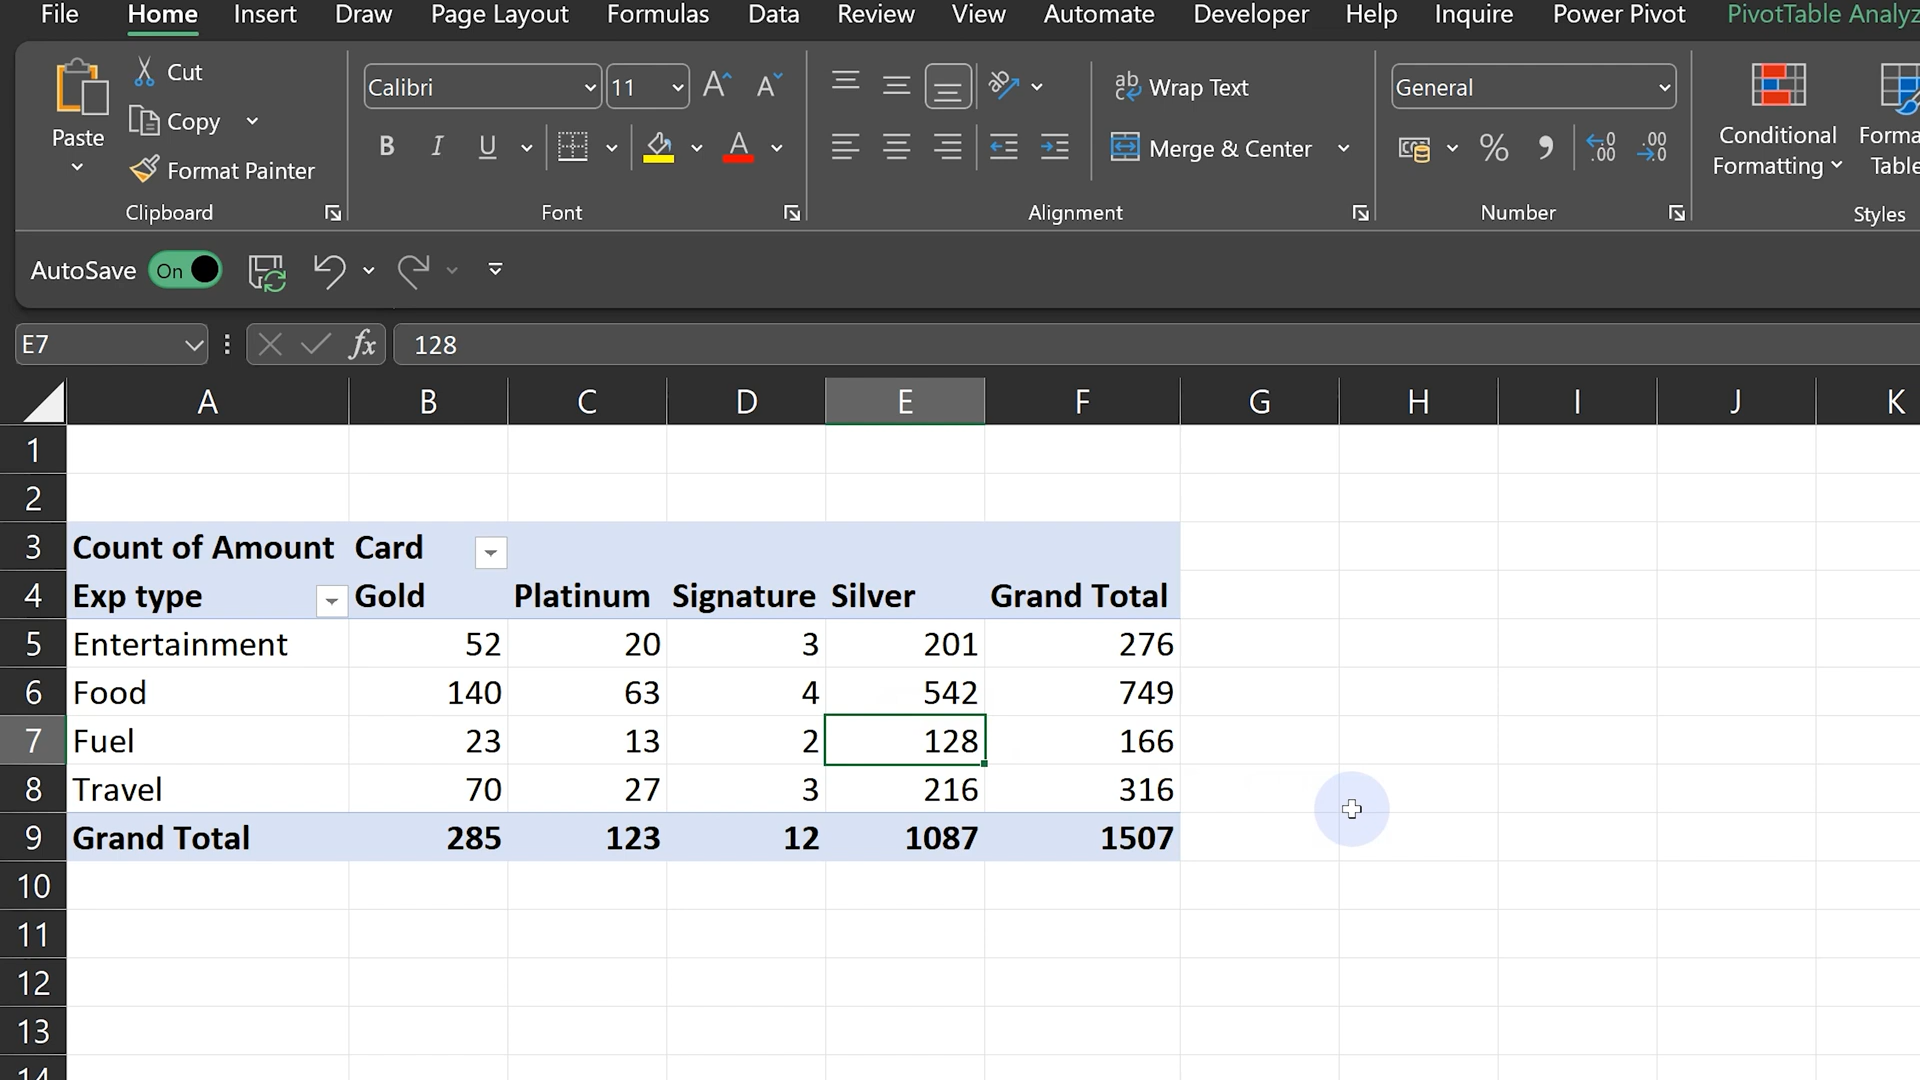 File Home Insert Draw Page Layout Formulas Data Review View Automate Developer Help Inquire Power Pivot PivotTable Analyz
Paste
Cut
Copy
Format Painter
Clipboard
Calibri 11
B I U A
Font
ab Wrap Text
Merge & Center
Alignment
General
% , .00 .00
Number
Conditional
Formatting
Forma
Table
Styles
AutoSave On
E7 fx 128
A B C D E F G H I J K
1
2
3 Count of Amount Card
4 Exp type Gold Platinum Signature Silver Grand Total
5 Entertainment 52 20 3 201 276
6 Food 140 63 4 542 749
7 Fuel 23 13 2 128 166
8 Travel 70 27 3 216 316
9 Grand Total 285 123 12 1087 1507
10
11
12
13
14